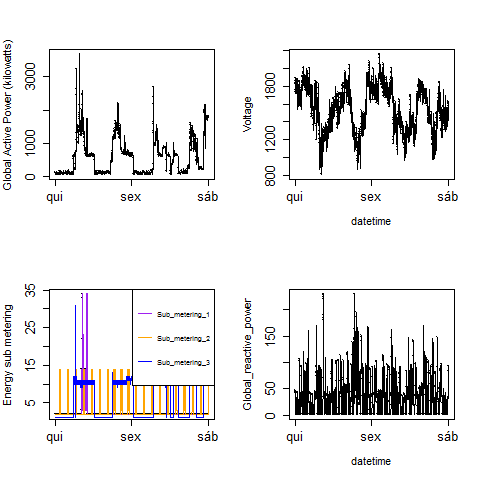 Global Active Power (kilowatts)
0
1000
3000
qui
sex
sáb
Voltage
800
1200
1800
qui
sex
sáb
datetime
Energy sub metering
5
15
25
35
qui
sex
sáb
Sub_metering_1
Sub_metering_2
Sub_metering_3
Global_reactive_power
0
50
150
qui
sex
sáb
datetime